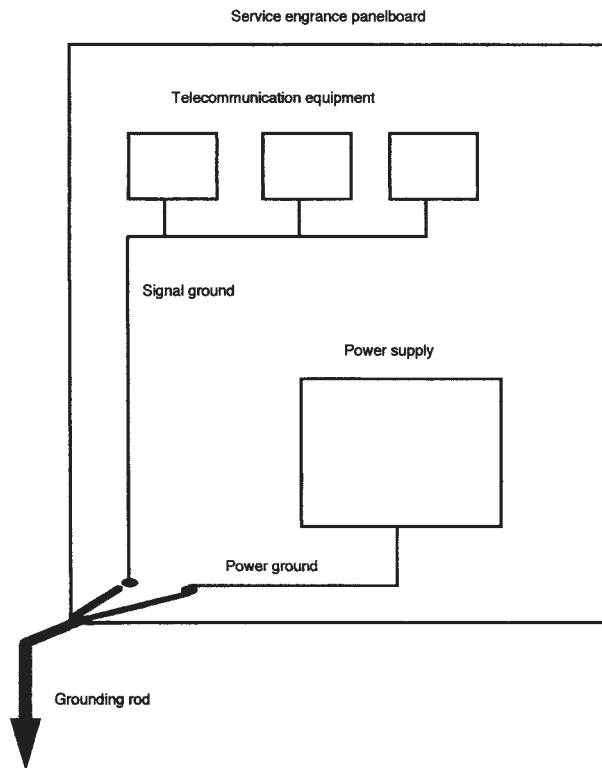 Service engrance panelboard
Telecommunication equipment
Signal ground
Power supply
Power ground
Grounding rod